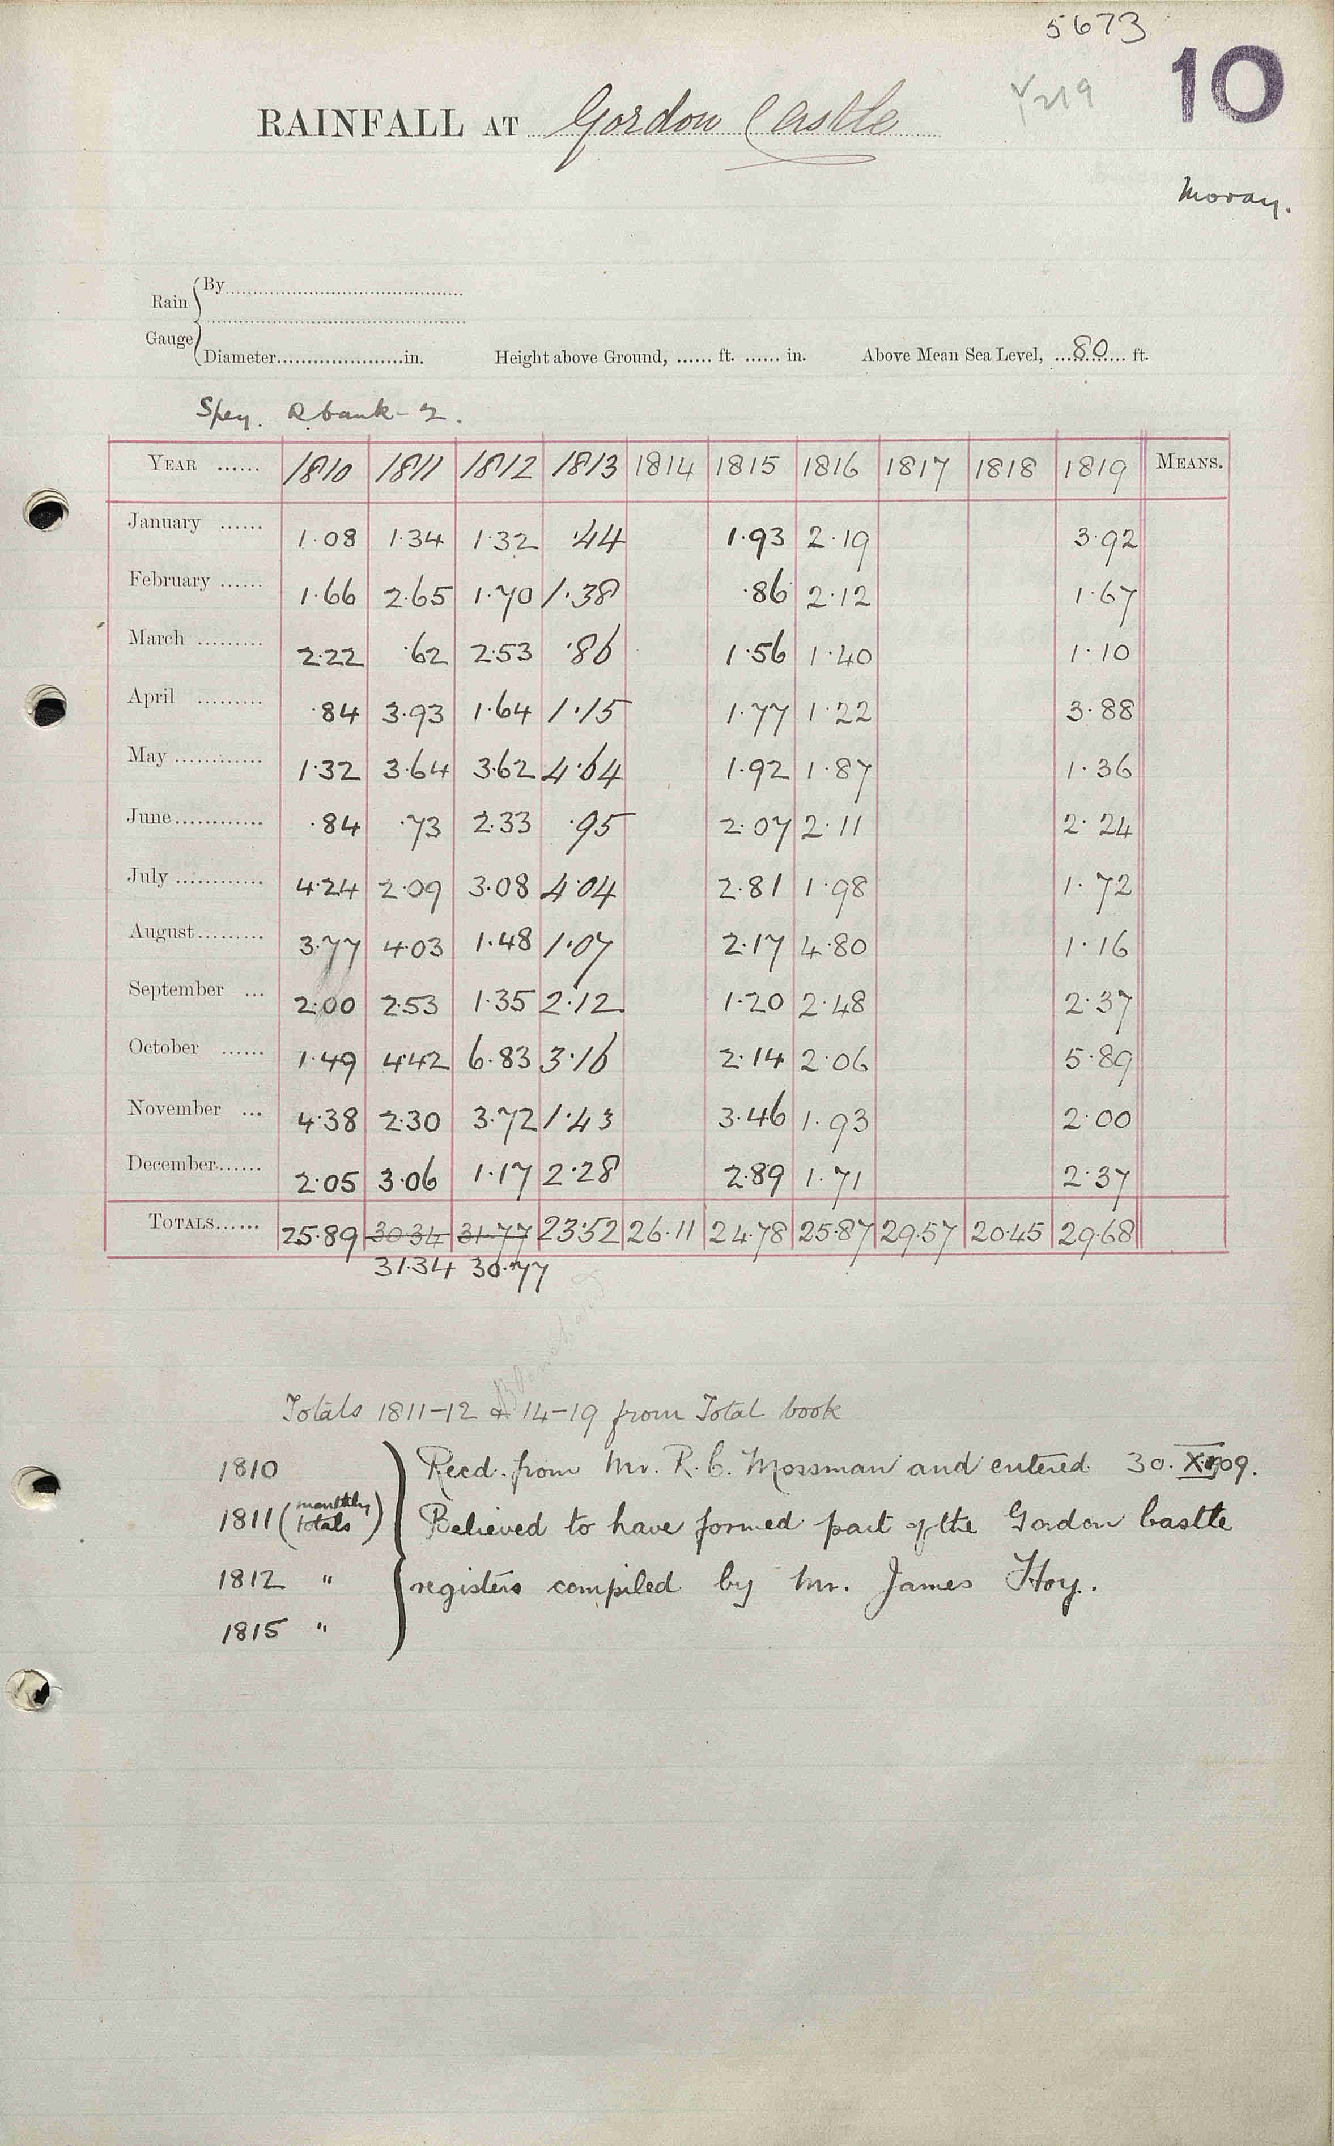 5673
10
RAINFALL AT Gordon Castle
Moray.
Rain Gauge
By
Diameter in. Height above Ground, ...... ft. ...... in. Above Mean Sea Level, 80 ft.
Spey. R bank - 2.
YEAR ...... 1810 1811 1812 1813 1814 1815 1816 1817 1818 1819 MEANS.
January ...... 1.08 1.34 1.32 .44 1.93 2.19 3.92
February ...... 1.66 2.65 1.70 1.38 .86 2.12 1.67
March ......... 2.22 .62 2.53 .86 1.56 1.40 1.10
April ......... .84 3.93 1.64 1.15 1.77 1.22 3.88
May ............ 1.32 3.64 3.62 4.64 1.92 1.87 1.36
June ............ .84 .73 2.33 .95 2.07 2.11 2.24
July ............ 4.24 2.09 3.08 4.04 2.81 1.98 1.72
August ......... 3.77 4.03 1.48 1.07 2.17 4.80 1.16
September ... 2.00 2.53 1.35 2.12 1.20 2.48 2.37
October ...... 1.49 4.42 6.83 3.16 2.14 2.06 5.89
November ... 4.38 2.30 3.72 1.43 3.46 1.93 2.00
December ...... 2.05 3.06 1.17 2.28 2.89 1.71 2.37
TOTALS ...... 25.89 30.34 31.77 23.52 26.11 24.78 25.87 29.57 20.45 29.68
31.34 30.77
Totals 1811-12 & 14-19 from Total book
1810 Recd. from Mr. R. C. Mossman and entered 30.
1811 (monthly totals) Believed to have formed part of the Gordon Castle
1812 " registers compiled by Mr. James Hoy.
1815 "